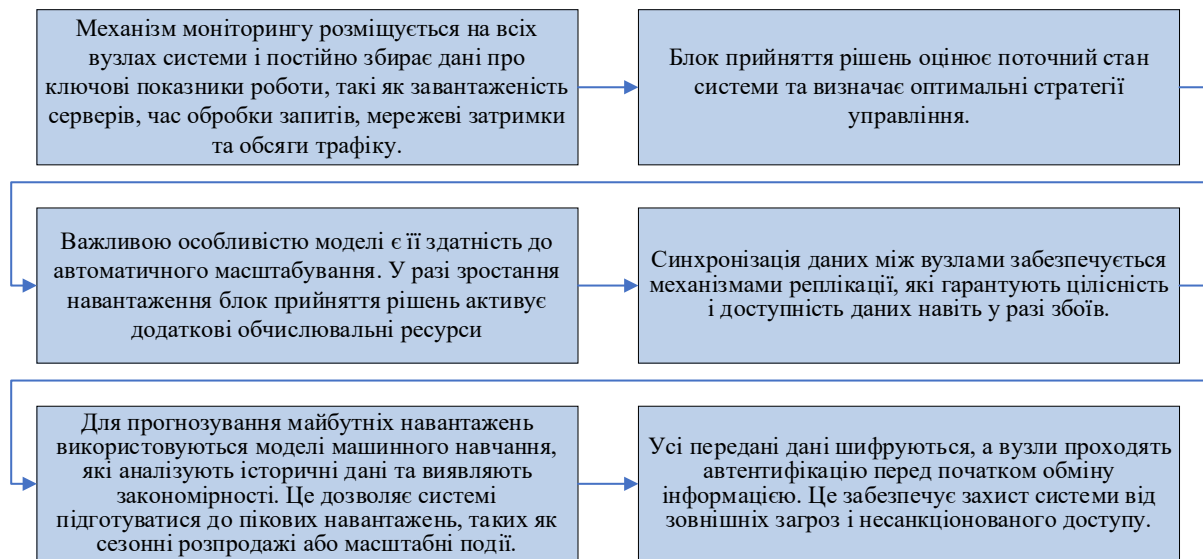 Механізм моніторингу розміщується на всіх
вузлах системи і постійно збирає дані про
ключові показники роботи, такі як завантаженість
серверів, час обробки запитів, мережеві затримки
та обсяги трафіку.
Блок прийняття рішень оцінює поточний стан
системи та визначає оптимальні стратегії
управління.
Важливою особливістю моделі є її здатність до
автоматичного масштабування. У разі зростання
навантаження блок прийняття рішень активує
додаткові обчислювальні ресурси
Синхронізація даних між вузлами забезпечується
механізмами реплікації, які гарантують цілісність
і доступність даних навіть у разі збоїв.
Для прогнозування майбутніх навантажень
використовуються моделі машинного навчання,
які аналізують історичні дані та виявляють
закономірності. Це дозволяє системі
підготуватися до пікових навантажень, таких як
сезонні розпродажі або масштабні події.
Усі передані дані шифруються, а вузли проходять
автентифікацію перед початком обміну
інформацією. Це забезпечує захист системи від
зовнішніх загроз і несанкціонованого доступу.